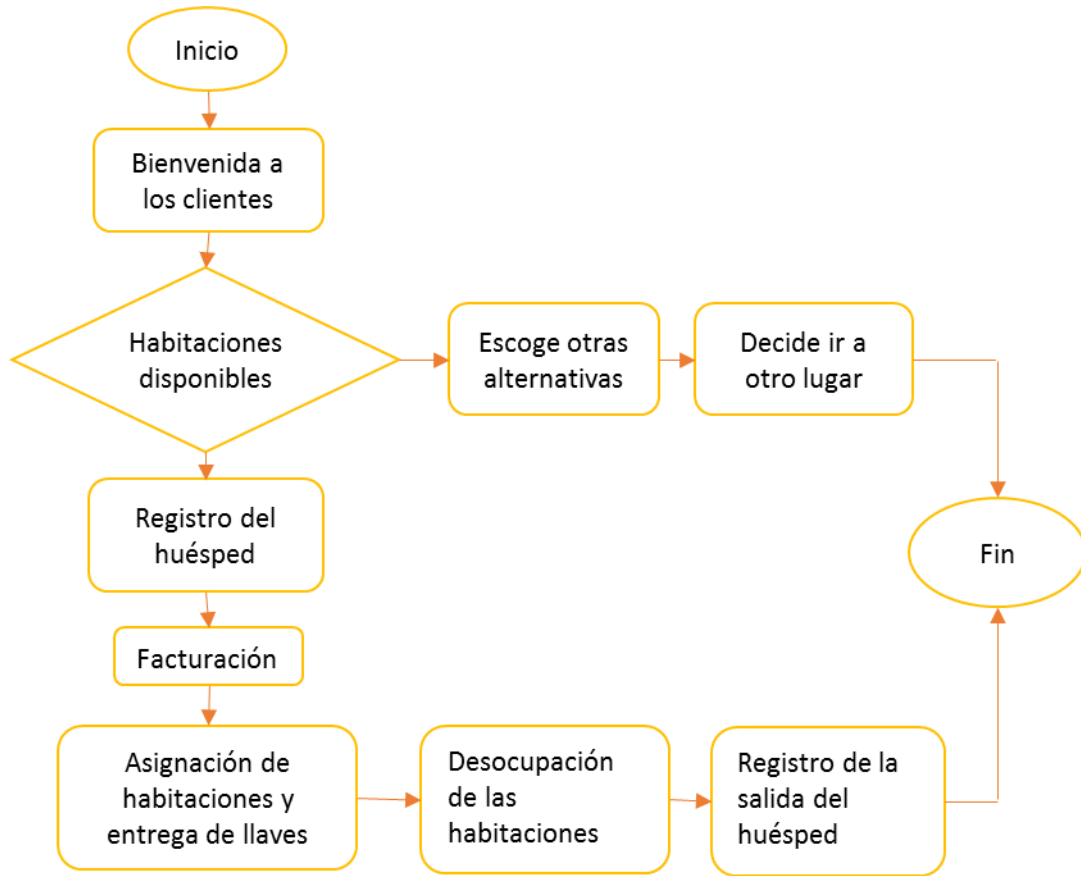 Inicio
Bienvenida a
los clientes
Habitaciones
disponibles
Escoge otras
alternativas
Decide ir a
otro lugar
Registro del
huésped
Fin
Facturación
Asignación de
habitaciones y
entrega de llaves
Desocupación
de las
habitaciones
Registro de la
salida del
huésped